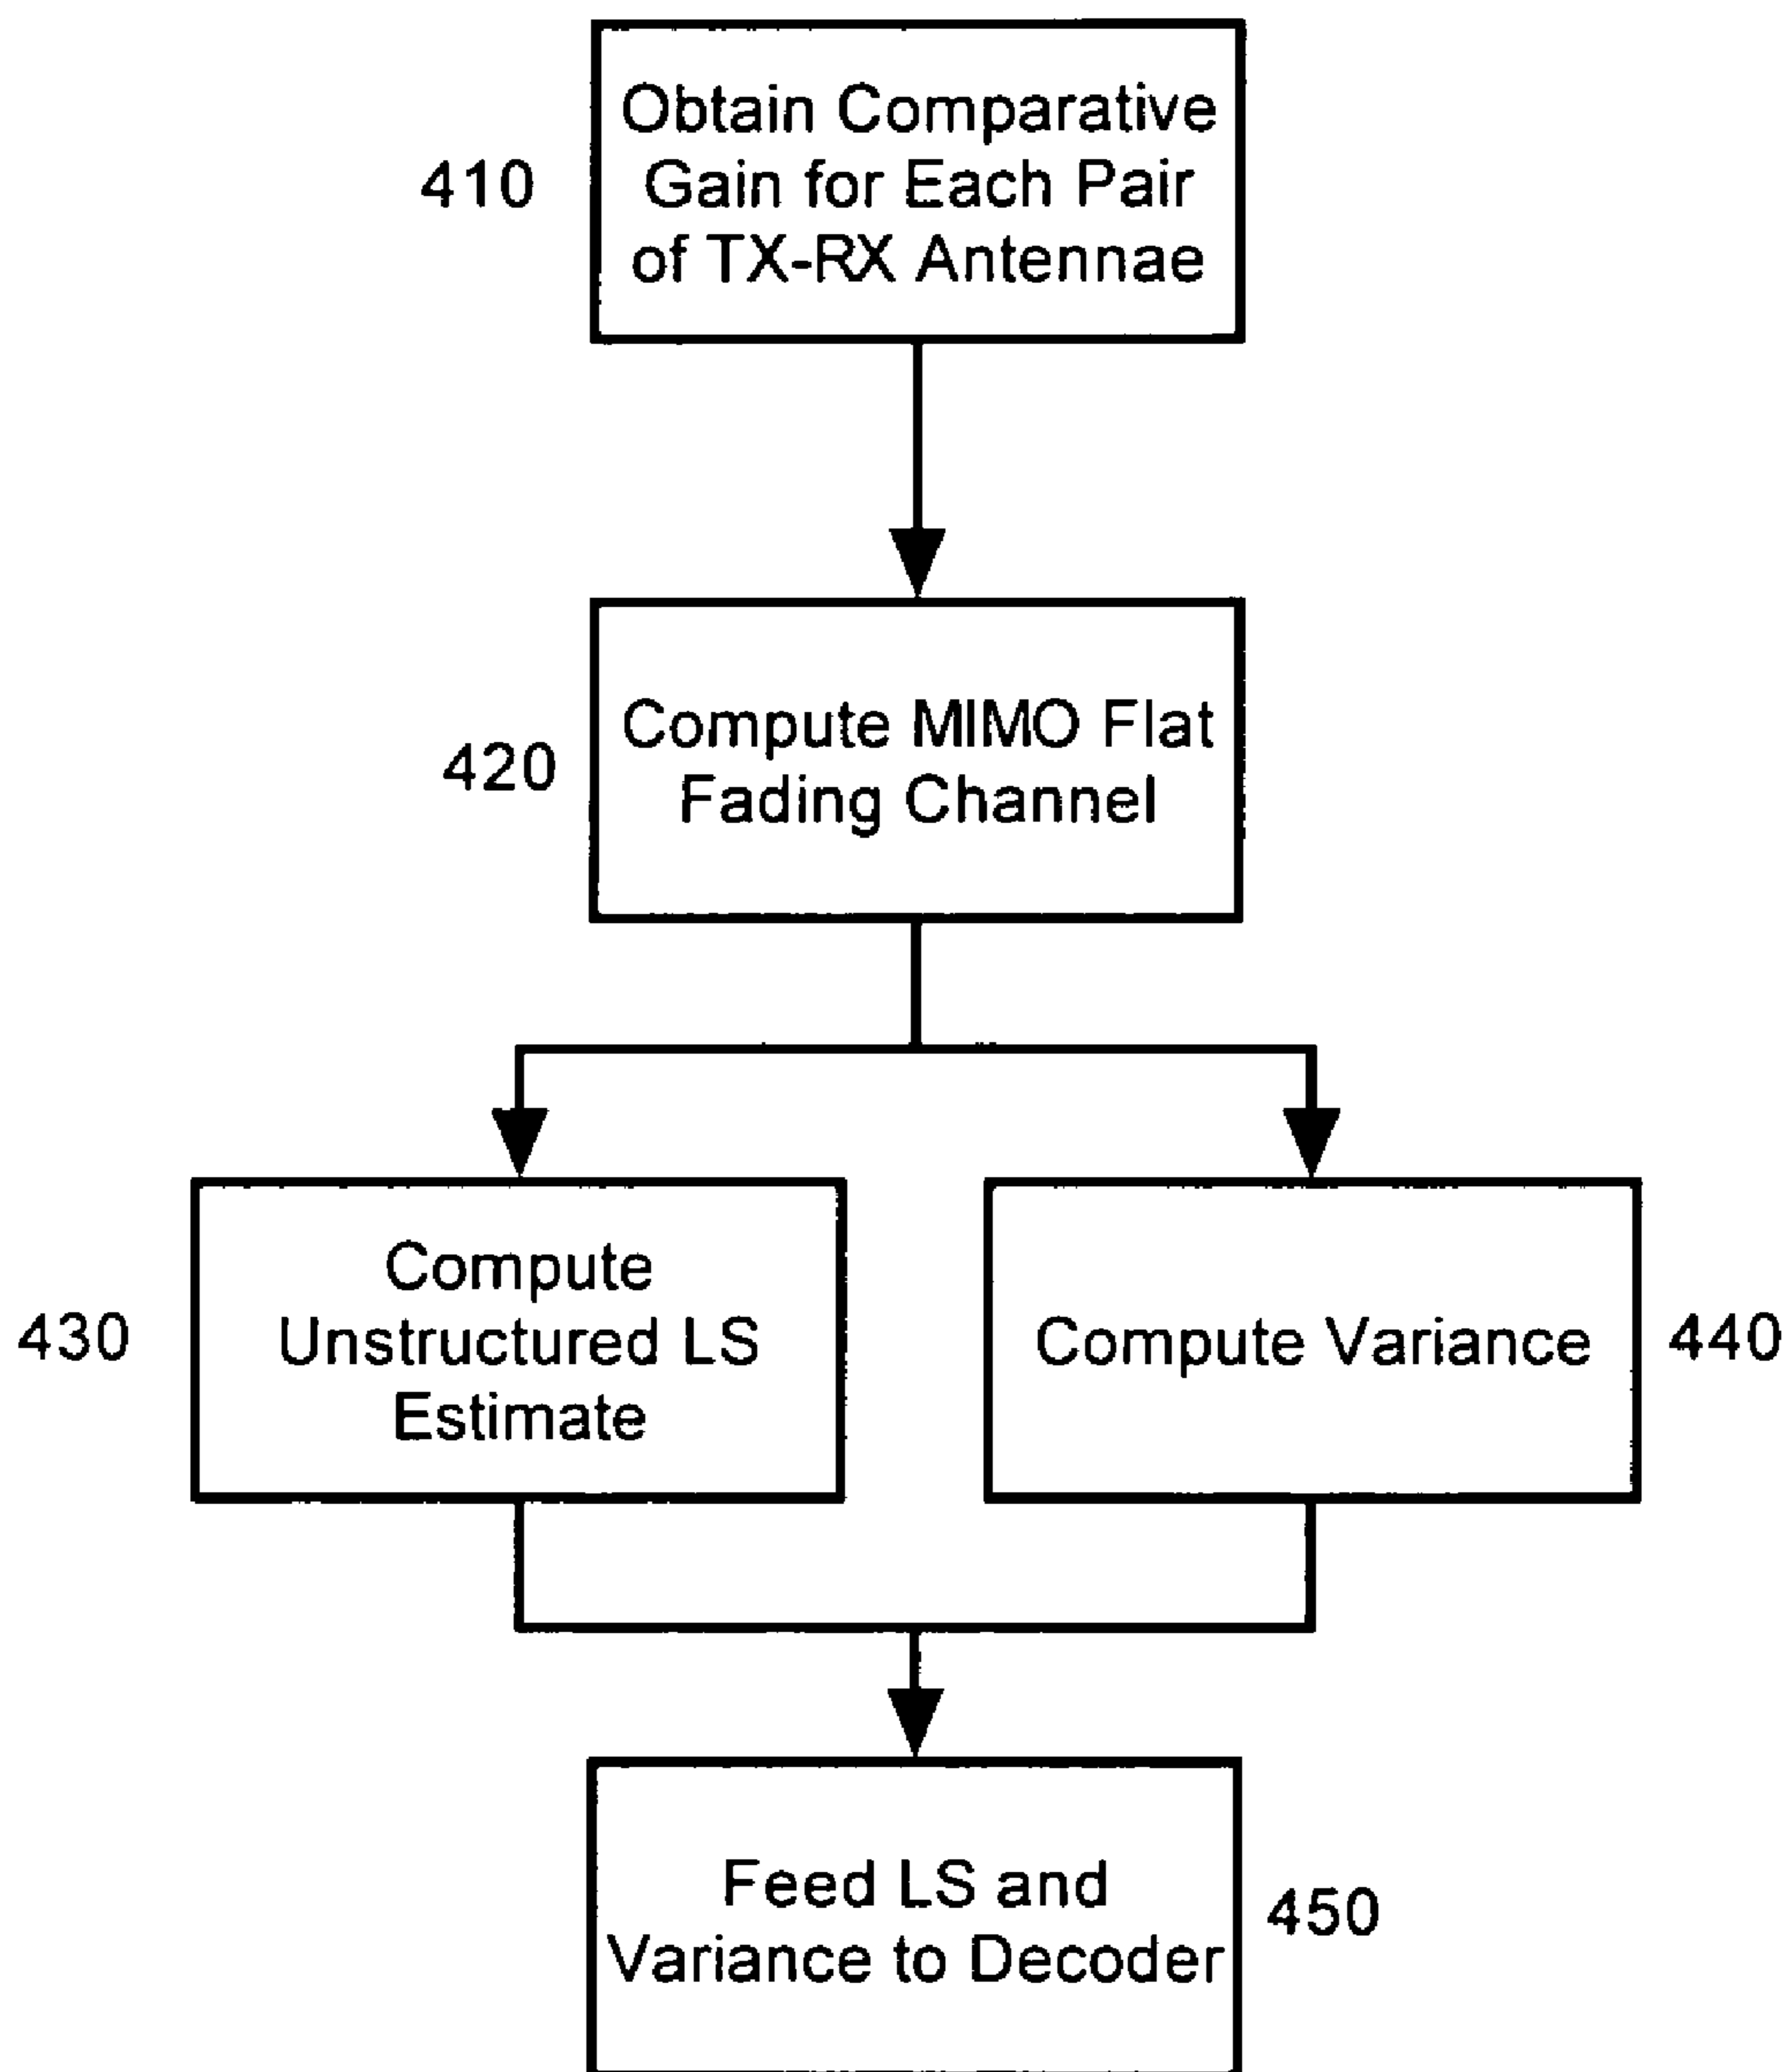 410
Obtain Comparative
Gain for Each Pair
of TX-RX Antennae
420
Compute MIMO Flat
Fading Channel
430
Compute
Unstructured LS
Estimate
Compute Variance
440
Feed LS and
Variance to Decoder
450